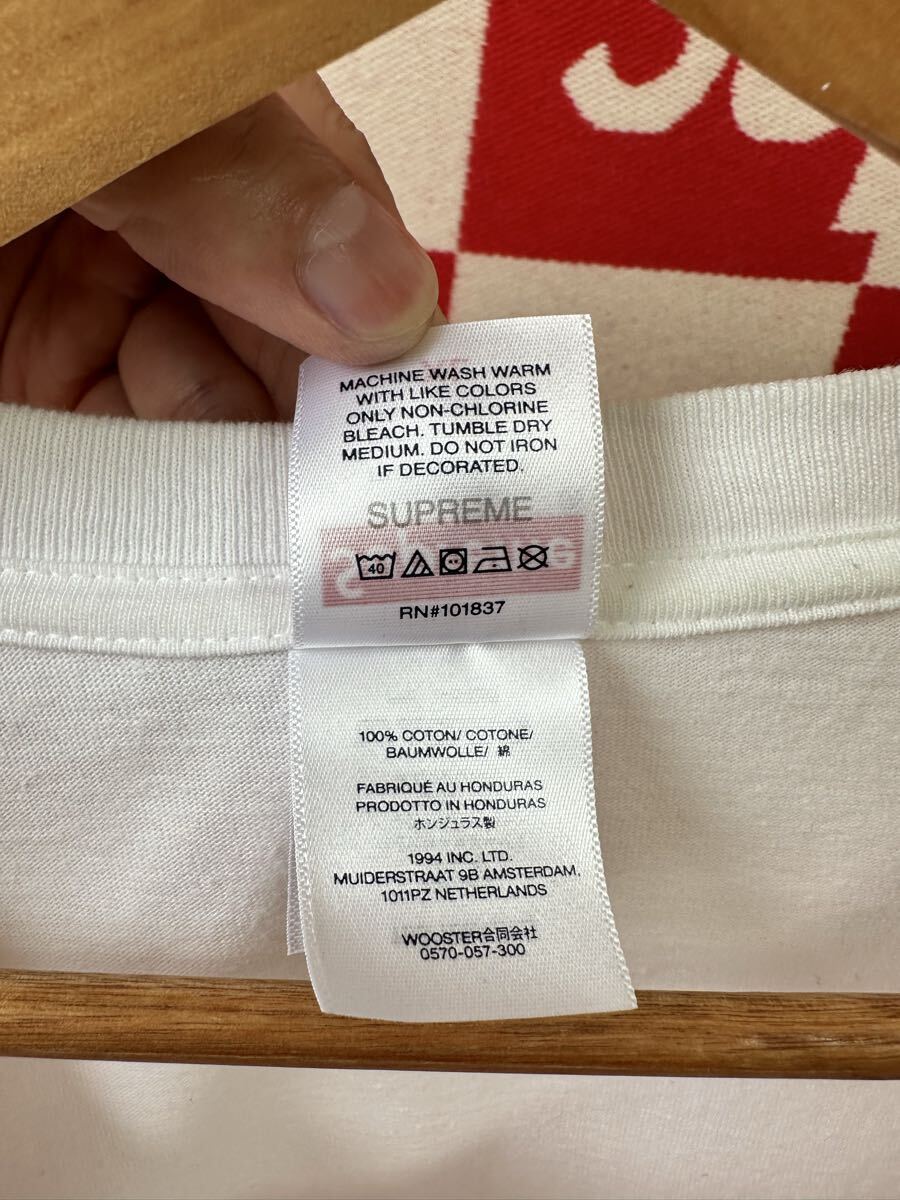 MACHINE WASH WARM
WITH LIKE COLORS
ONLY NON-CHLORINE
BLEACH. TUMBLE DRY
MEDIUM. DO NOT IRON
IF DECORATED.
SUPREME
40
RN#101837
100% COTON/ COTONE/
BAUMWOLLE/ 綿
FABRIQUÉ AU HONDURAS
PRODOTTO IN HONDURAS
ホンジュラス製
1994 INC. LTD.
MUIDERSTRAAT 9B AMSTERDAM,
1011PZ NETHERLANDS
WOOSTER合同会社
0570-057-300